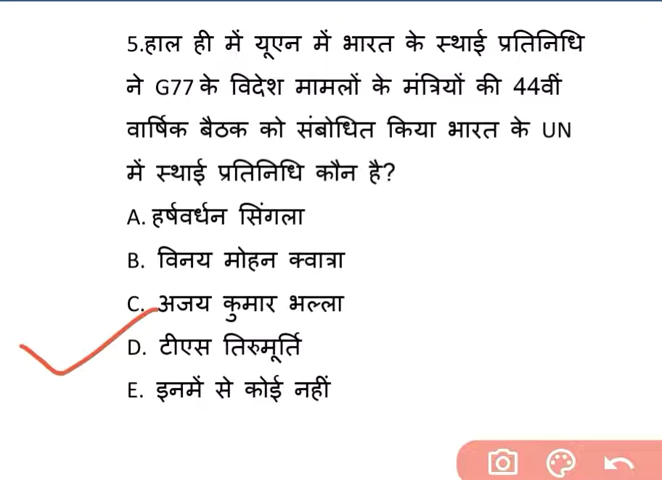 5.हाल ही में यूएन में भारत के स्थाई प्रतिनिधि
ने G77 के विदेश मामलों के मंत्रियों की 44वीं
वार्षिक बैठक को संबोधित किया भारत के UN
में स्थाई प्रतिनिधि कौन है?
A. हर्षवर्धन सिंगला
B. विनय मोहन क्वात्रा
C. अजय कुमार भल्ला
D. टीएस तिरुमूर्ति
E. इनमें से कोई नहीं